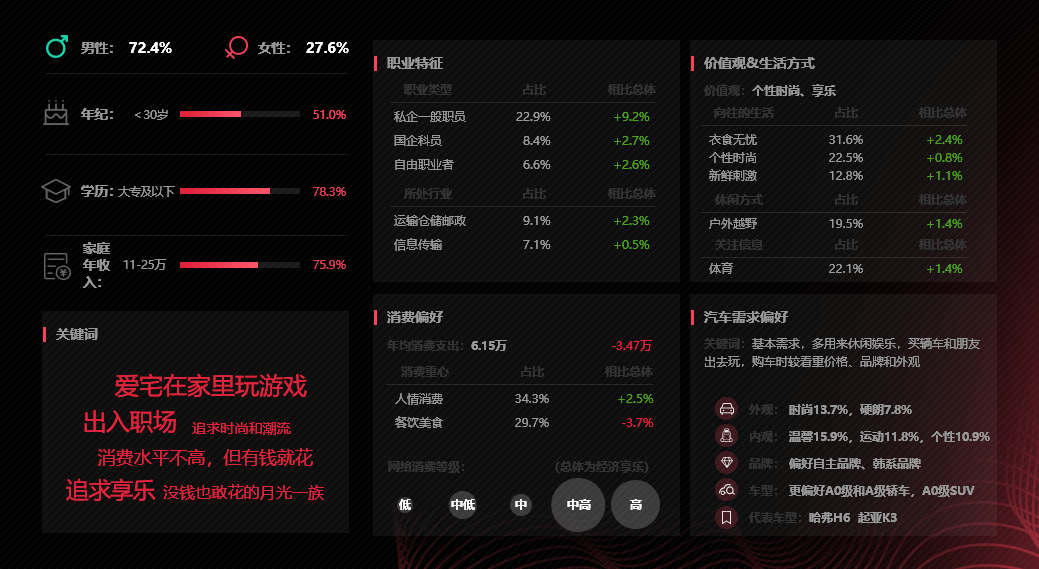 男性： 72.4% 女性： 27.6%
年纪： <30岁 51.0%
学历： 大专及以下 78.3%
家庭
年收
入：
11-25万 75.9%
关键词
爱宅在家里玩游戏
出入职场 追求时尚和潮流
消费水平不高，但有钱就花
追求享乐 没钱也敢花的月光一族
职业特征
职业类型 占比 相比总体
私企一般职员 22.9% +9.2%
国企科员 8.4% +2.7%
自由职业者 6.6% +2.6%
所处行业 占比 相比总体
运输仓储邮政 9.1% +2.3%
信息传输 7.1% +0.5%
消费偏好
年均消费支出： 6.15万 -3.47万
消费重心 占比 相比总体
人情消费 34.3% +2.5%
餐饮美食 29.7% -3.7%
网络消费等级： (总体为经济享乐)
低 中低 中 中高 高
价值观&生活方式
价值观： 个性时尚、享乐
向往的生活 占比 相比总体
衣食无忧 31.6% +2.4%
个性时尚 22.5% +0.8%
新鲜刺激 12.8% +1.1%
休闲方式 占比 相比总体
户外越野 19.5% +1.4%
关注信息 占比 相比总体
体育 22.1% +1.4%
汽车需求偏好
关键词： 基本需求，多用来休闲娱乐，买辆车和朋友
出去玩，购车时较看重价格、品牌和外观
外观： 时尚13.7%，硬朗7.8%
内观： 温馨15.9%，运动11.8%，个性10.9%
品牌： 偏好自主品牌、韩系品牌
车型： 更偏好A0级和A级轿车，A0级SUV
代表车型： 哈弗H6 起亚K3